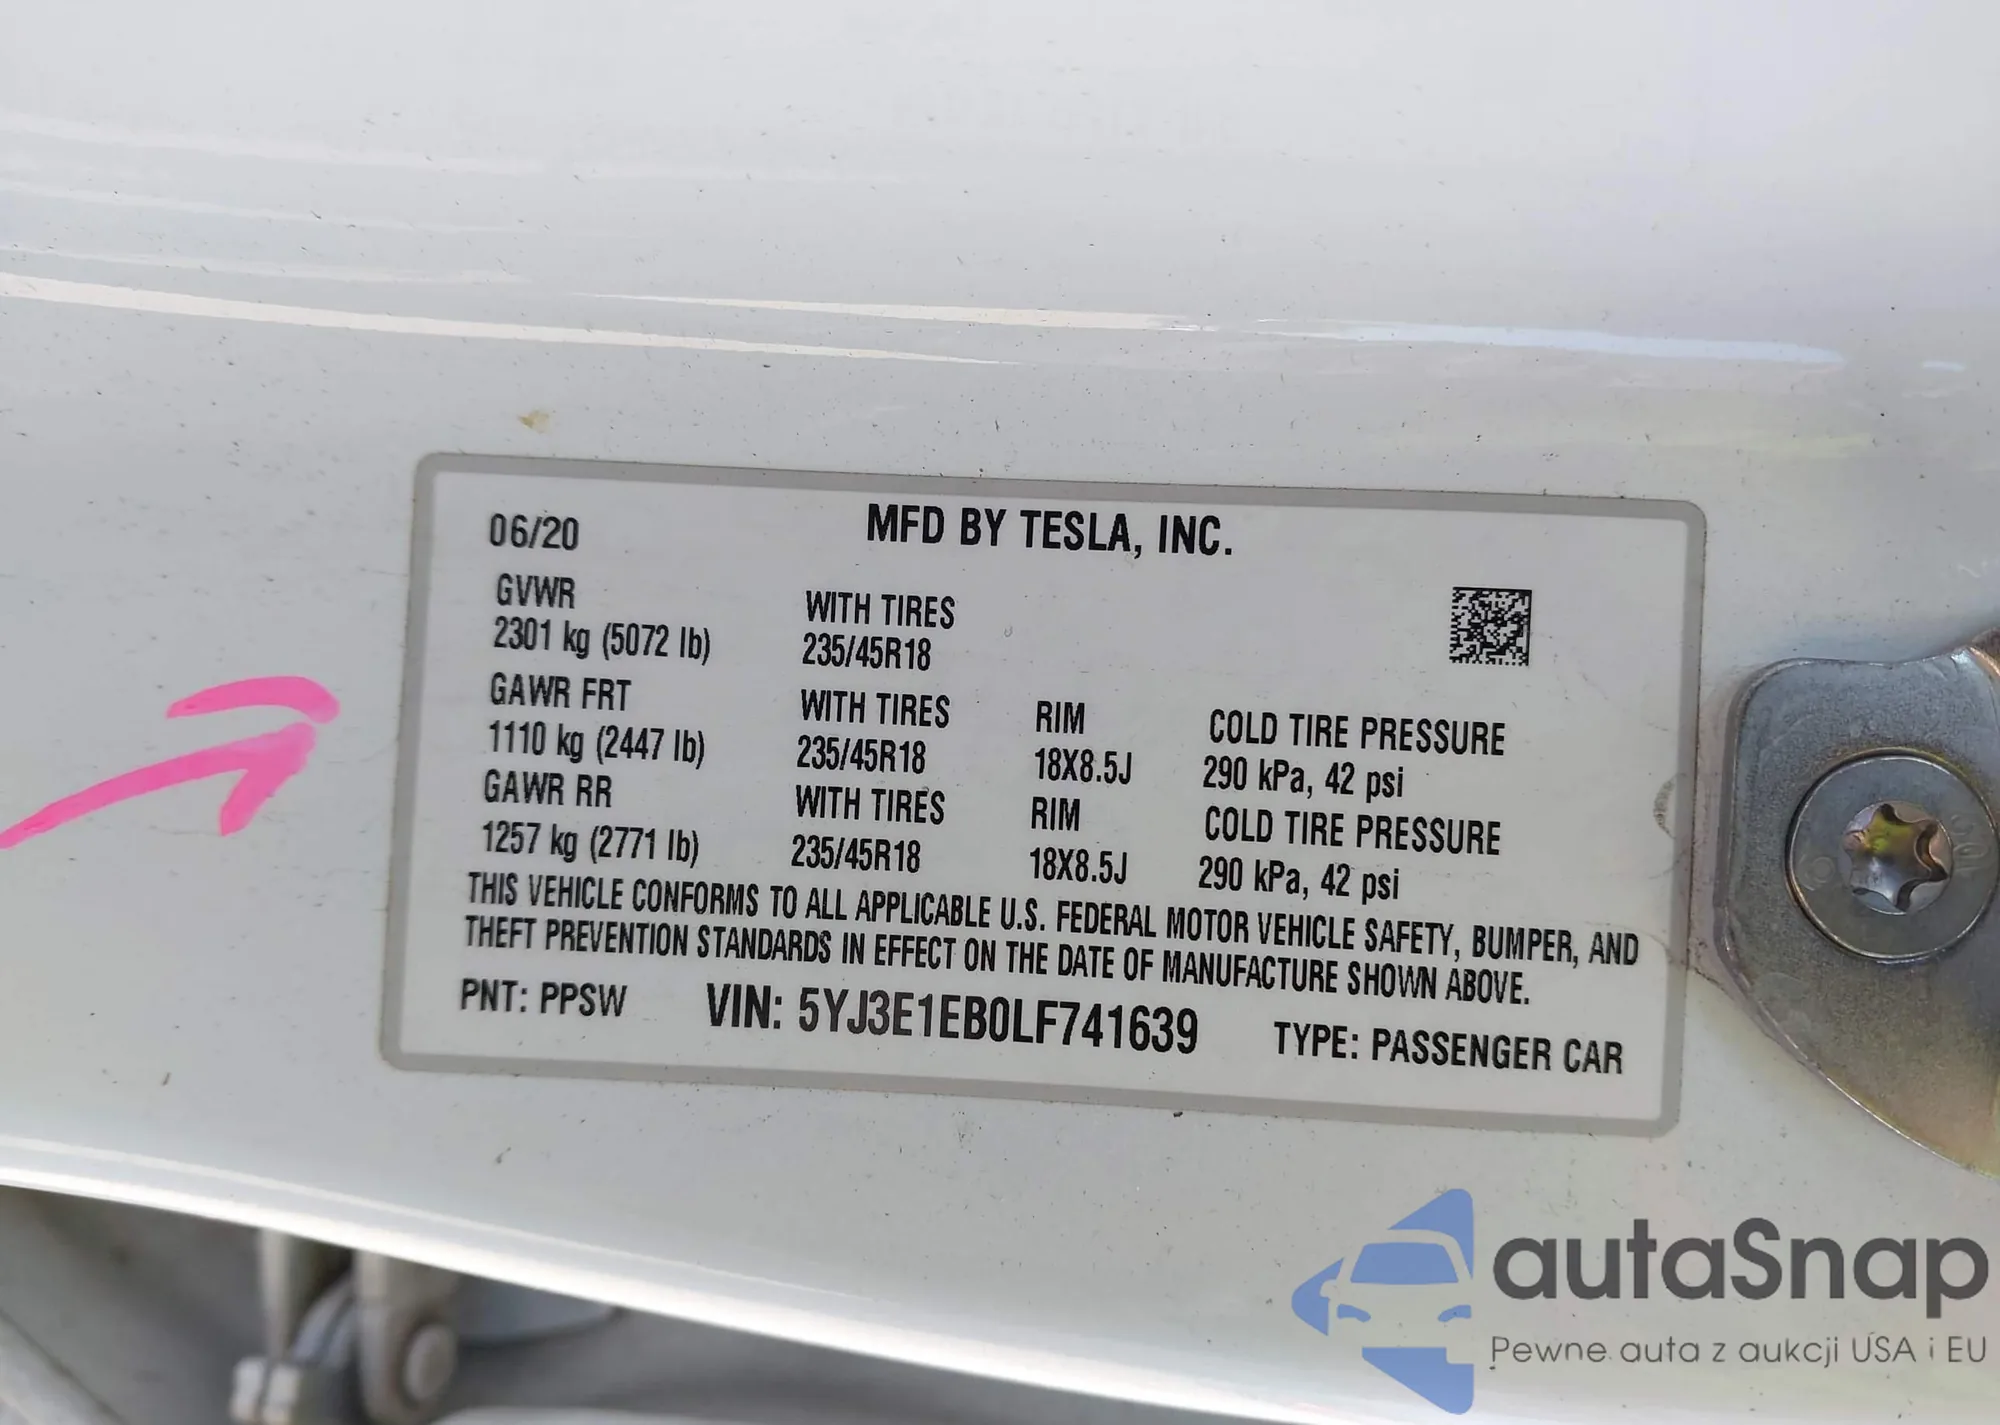 06/20
MFD BY TESLA, INC.
GVWR
2301 kg (5072 lb)
WITH TIRES
235/45R18
GAWR FRT
1110 kg (2447 lb)
WITH TIRES
235/45R18
RIM
18X8.5J
COLD TIRE PRESSURE
290 kPa, 42 psi
GAWR RR
1257 kg (2771 lb)
WITH TIRES
235/45R18
RIM
18X8.5J
COLD TIRE PRESSURE
290 kPa, 42 psi
THIS VEHICLE CONFORMS TO ALL APPLICABLE U.S. FEDERAL MOTOR VEHICLE SAFETY, BUMPER, AND
THEFT PREVENTION STANDARDS IN EFFECT ON THE DATE OF MANUFACTURE SHOWN ABOVE.
PNT: PPSW
VIN: 5YJ3E1EB0LF741639
TYPE: PASSENGER CAR
autaSnap
Pewne auta z aukcji USA i EU